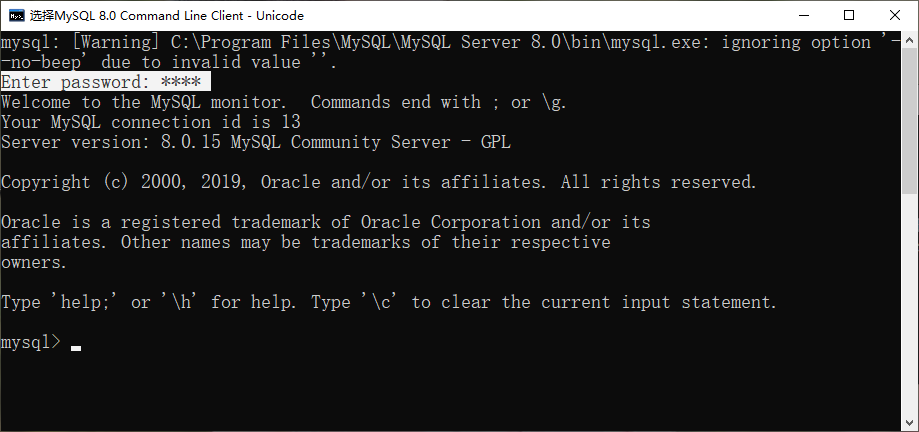 选择MySQL 8.0 Command Line Client - Unicode
mysql: [Warning] C:\Program Files\MySQL\MySQL Server 8.0\bin\mysql.exe: ignoring option '-
-no-beep' due to invalid value ''.
Enter password: ****
Welcome to the MySQL monitor.  Commands end with ; or \g.
Your MySQL connection id is 13
Server version: 8.0.15 MySQL Community Server - GPL
Copyright (c) 2000, 2019, Oracle and/or its affiliates. All rights reserved.
Oracle is a registered trademark of Oracle Corporation and/or its
affiliates. Other names may be trademarks of their respective
owners.
Type 'help;' or '\h' for help. Type '\c' to clear the current input statement.
mysql>